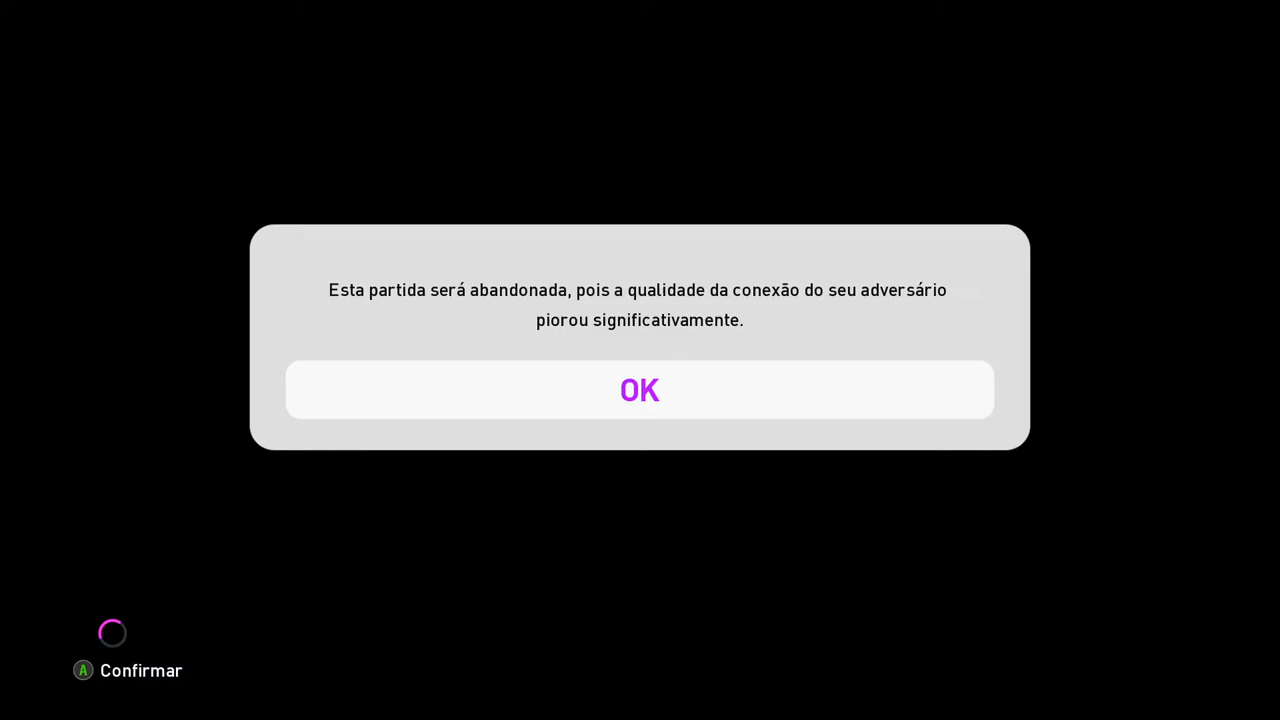 Esta partida será abandonada, pois a qualidade da conexão do seu adversário
piorou significativamente.
OK
A Confirmar